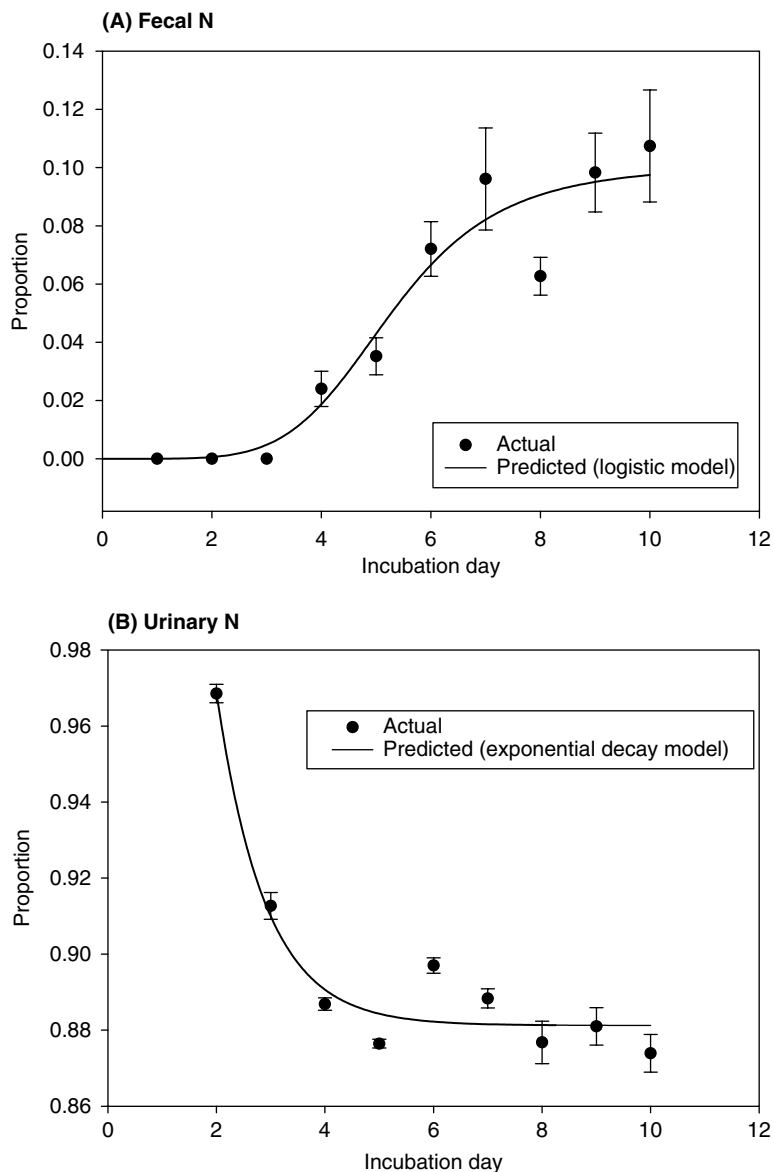 (A) Fecal N
0.14
0.12
0.10
0.08
0.06
0.04
0.02
0.00
Proportion
Actual
Predicted (logistic model)
0 2 4 6 8 10 12
Incubation day
(B) Urinary N
0.98
0.96
0.94
0.92
0.90
0.88
0.86
Proportion
Actual
Predicted (exponential decay model)
0 2 4 6 8 10 12
Incubation day